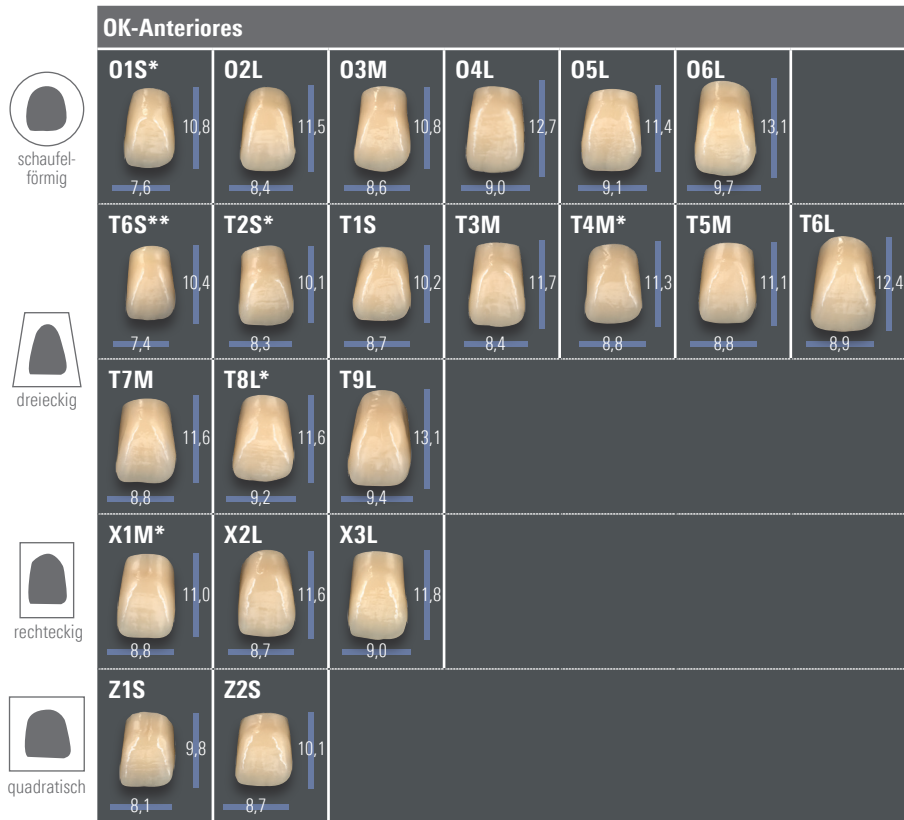 OK-Anteriores
schaufel-
förmig
O1S* O2L O3M O4L O5L O6L
10,8 11,5 10,8 12,7 11,4 13,1
7,6 8,4 8,6 9,0 9,1 9,7
dreieckig
T6S** T2S* T1S T3M T4M* T5M T6L
10,4 10,1 10,2 11,7 11,3 11,1 12,4
7,4 8,3 8,7 8,4 8,8 8,8 8,9
T7M T8L* T9L
11,6 11,6 13,1
8,8 9,2 9,4
rechteckig
X1M* X2L X3L
11,0 11,6 11,8
8,8 8,7 9,0
quadratisch
Z1S Z2S
9,8 10,1
8,1 8,7